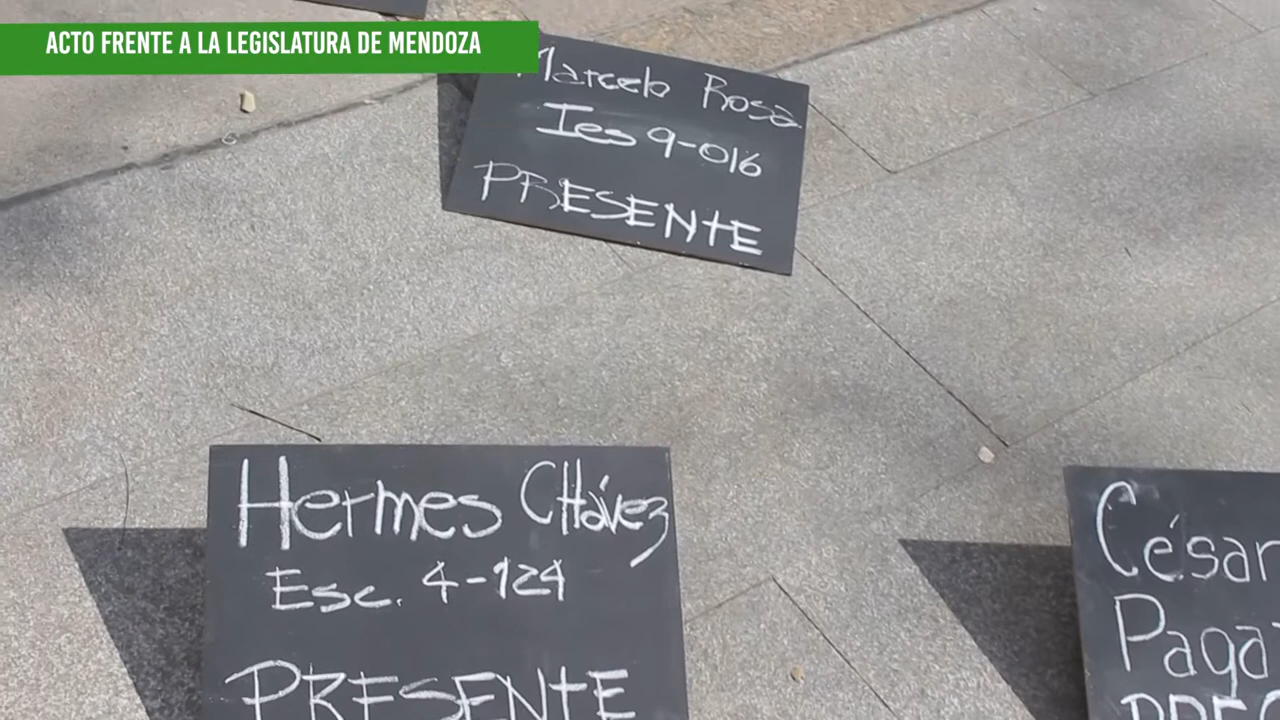 ACTO FRENTE A LA LEGISLATURA DE MENDOZA
Marcelo Rosa
Ies 9-016
PRESENTE
Hermes Chávez
Esc. 4-124
PRESENTE
César